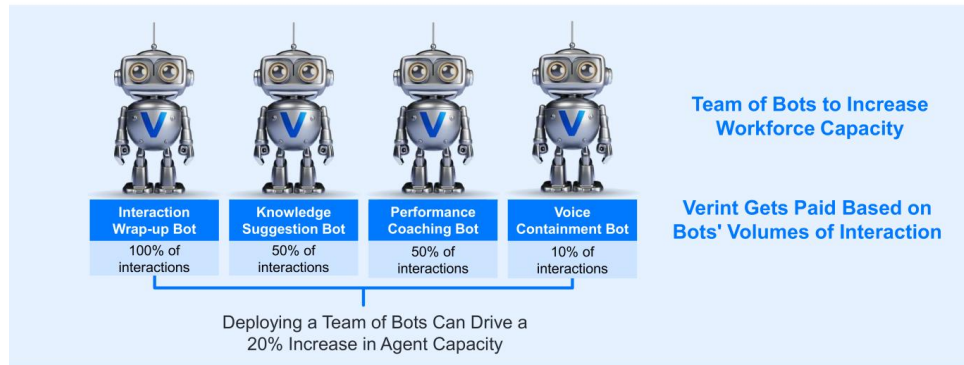 V
V
V
V
Team of Bots to Increase
Workforce Capacity
Interaction
Wrap-up Bot
100% of
interactions
Knowledge
Suggestion Bot
50% of
interactions
Performance
Coaching Bot
50% of
interactions
Voice
Containment Bot
10% of
interactions
Verint Gets Paid Based on
Bots' Volumes of Interaction
Deploying a Team of Bots Can Drive a
20% Increase in Agent Capacity